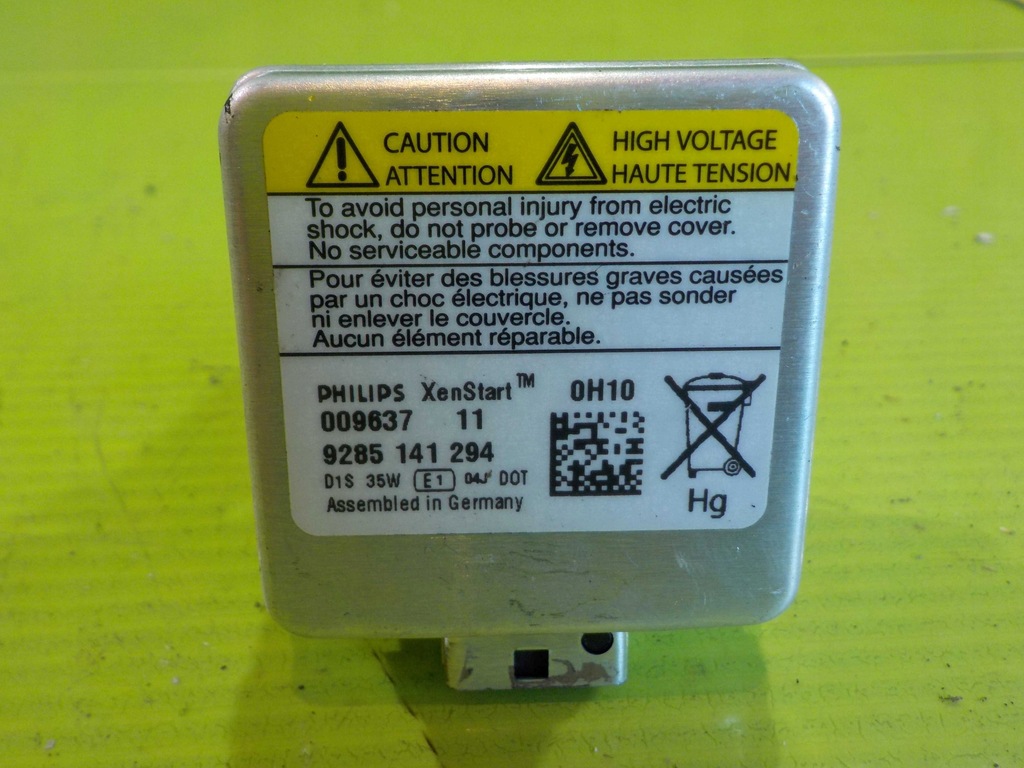 CAUTION
ATTENTION
HIGH VOLTAGE
HAUTE TENSION
To avoid personal injury from electric
shock, do not probe or remove cover.
No serviceable components.
Pour éviter des blessures graves causées
par un choc électrique, ne pas sonder
ni enlever le couvercle.
Aucun élément réparable.
PHILIPS XenStart™ 0H10
009637 11
9285 141 294
D1S 35W E1 04J DOT
Assembled in Germany
Hg